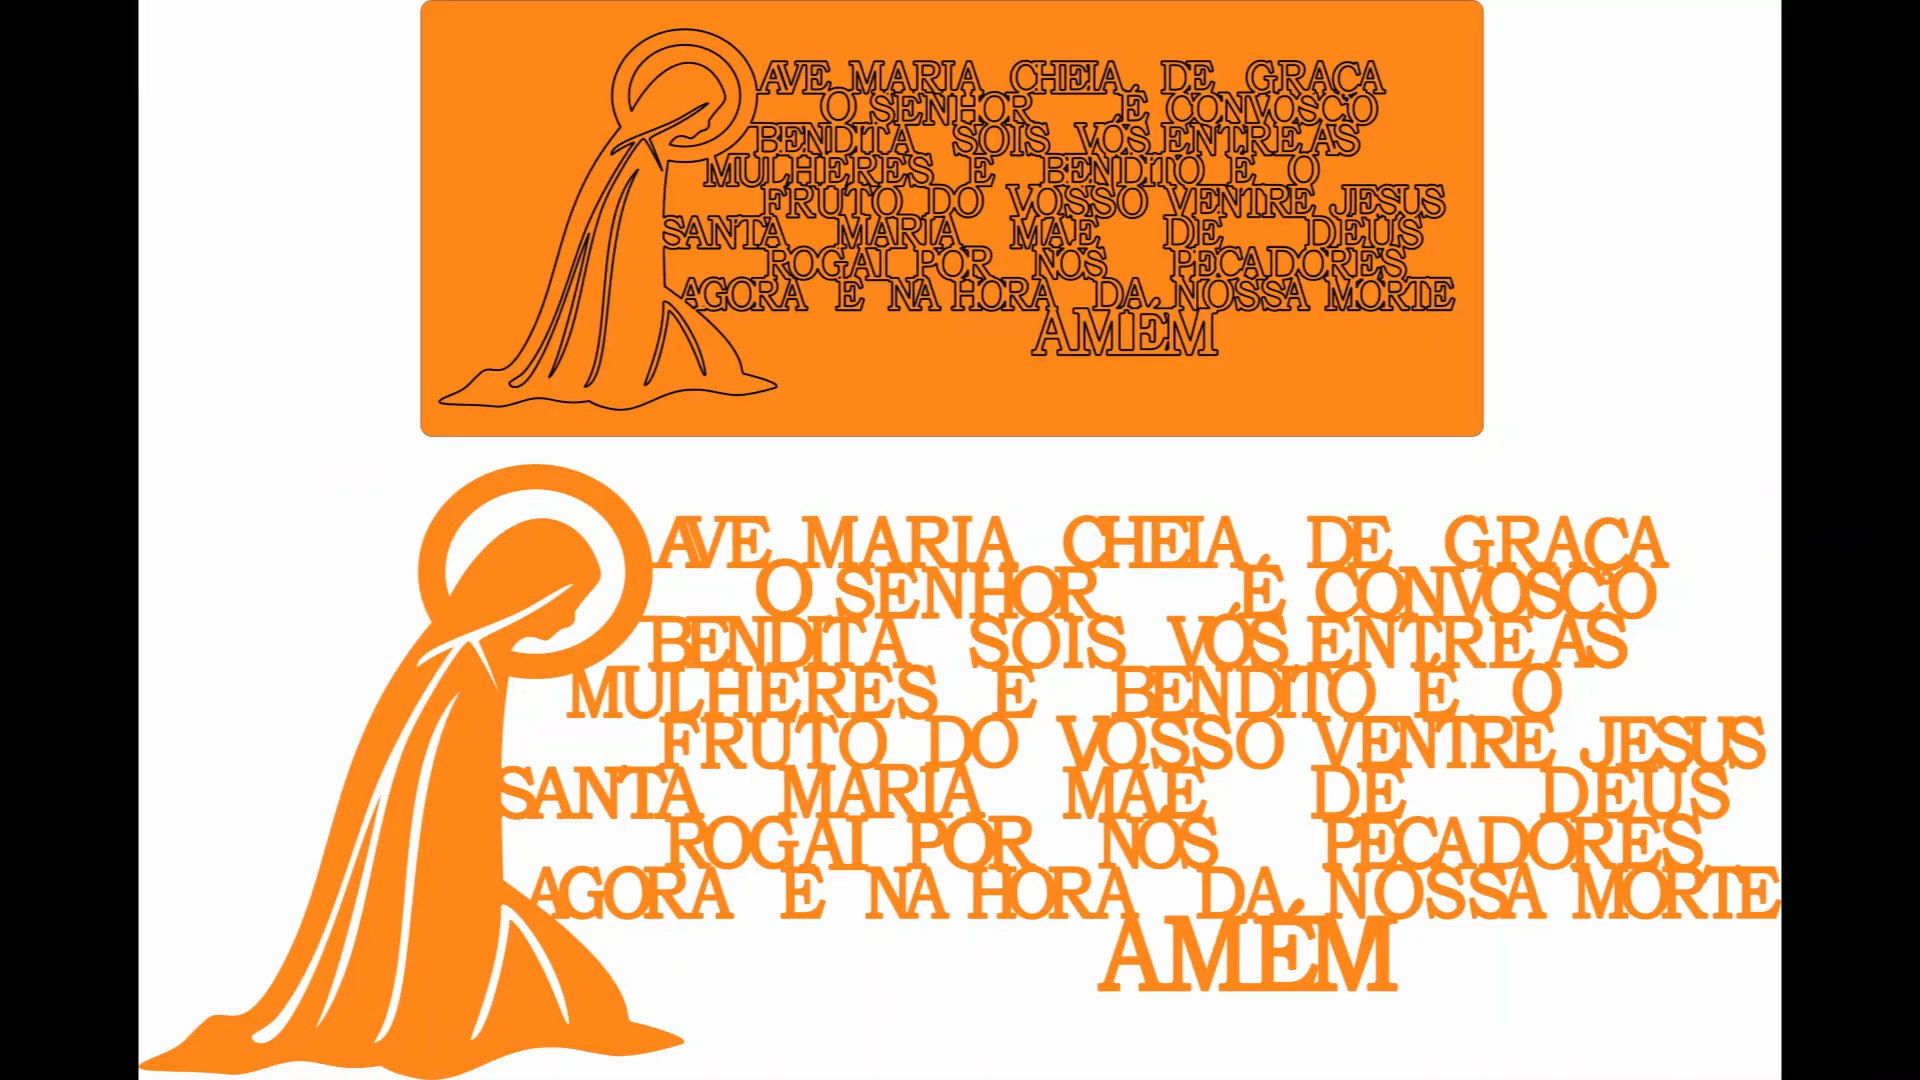 AVE MARIA CHEIA DE GRAÇA
O SENHOR É CONVOSCO
BENDITA SOIS VÓS ENTRE AS
MULHERES E BENDITO É O
FRUTO DO VOSSO VENTRE JESUS
SANTA MARIA MÃE DE DEUS
ROGAI POR NÓS PECADORES
AGORA E NA HORA DA NOSSA MORTE
AMÉM
AVE MARIA CHEIA DE GRAÇA
O SENHOR É CONVOSCO
BENDITA SOIS VÓS ENTRE AS
MULHERES E BENDITO É O
FRUTO DO VOSSO VENTRE JESUS
SANTA MARIA MÃE DE DEUS
ROGAI POR NÓS PECADORES
AGORA E NA HORA DA NOSSA MORTE
AMÉM